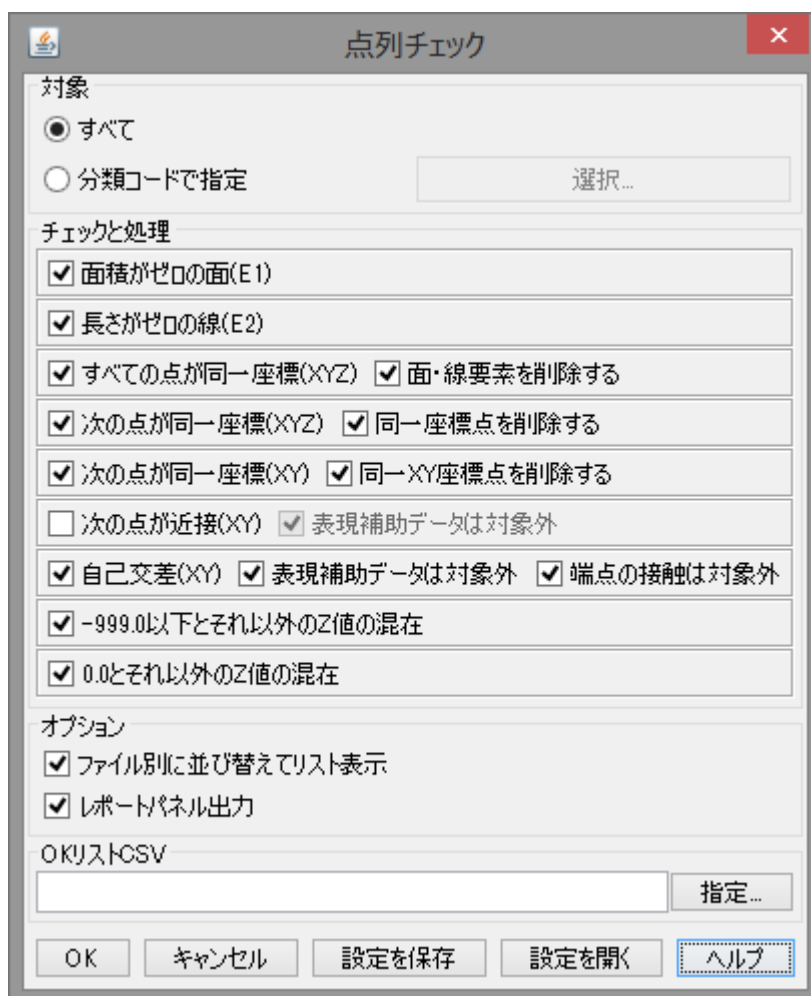 点列チェック
対象
すべて
分類コードで指定 選択...
チェックと処理
面積がゼロの面(E1)
長さがゼロの線(E2)
すべての点が同一座標(XYZ) 面・線要素を削除する
次の点が同一座標(XYZ) 同一座標点を削除する
次の点が同一座標(XY) 同一XY座標点を削除する
次の点が近接(XY) 表現補助データは対象外
自己交差(XY) 表現補助データは対象外 端点の接触は対象外
-999.0以下とそれ以外のZ値の混在
0.0とそれ以外のZ値の混在
オプション
ファイル別に並び替えてリスト表示
レポートパネル出力
OKリストCSV
指定...
OK キャンセル 設定を保存 設定を開く ヘルプ